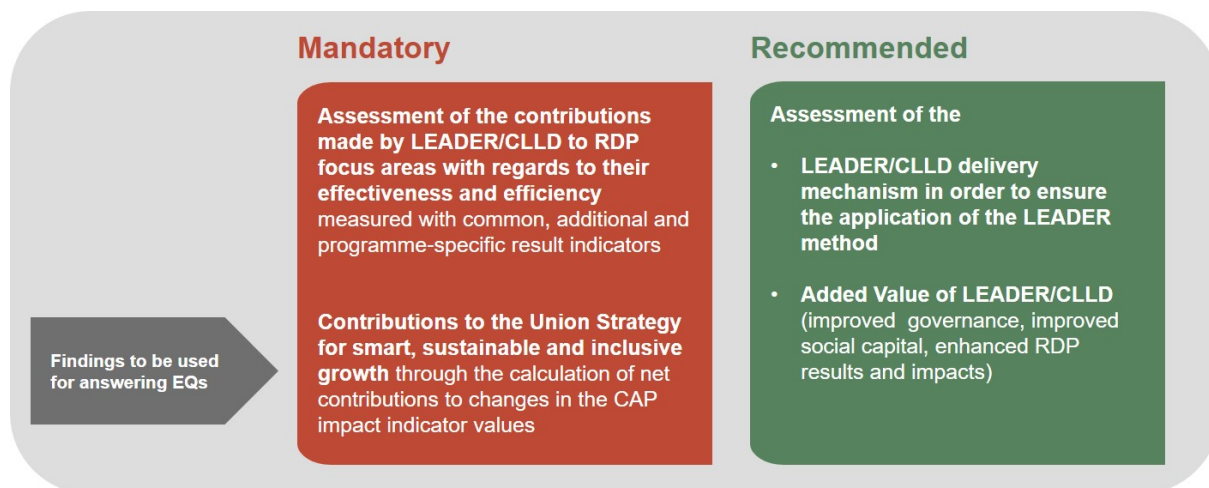 Mandatory
Assessment of the contributions
made by LEADER/CLLD to RDP
focus areas with regards to their
effectiveness and efficiency
measured with common, additional and
programme-specific result indicators
Contributions to the Union Strategy
for smart, sustainable and inclusive
growth through the calculation of net
contributions to changes in the CAP
impact indicator values
Recommended
Assessment of the
• LEADER/CLLD delivery
mechanism in order to ensure
the application of the LEADER
method
• Added Value of LEADER/CLLD
(improved governance, improved
social capital, enhanced RDP
results and impacts)
Findings to be used
for answering EQs